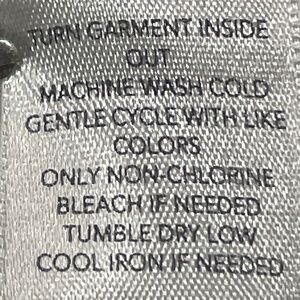 TURN GARMENT INSIDE
OUT
MACHINE WASH COLD
GENTLE CYCLE WITH LIKE
COLORS
ONLY NON-CHLORINE
BLEACH IF NEEDED
TUMBLE DRY LOW
COOL IRON IF NEEDED